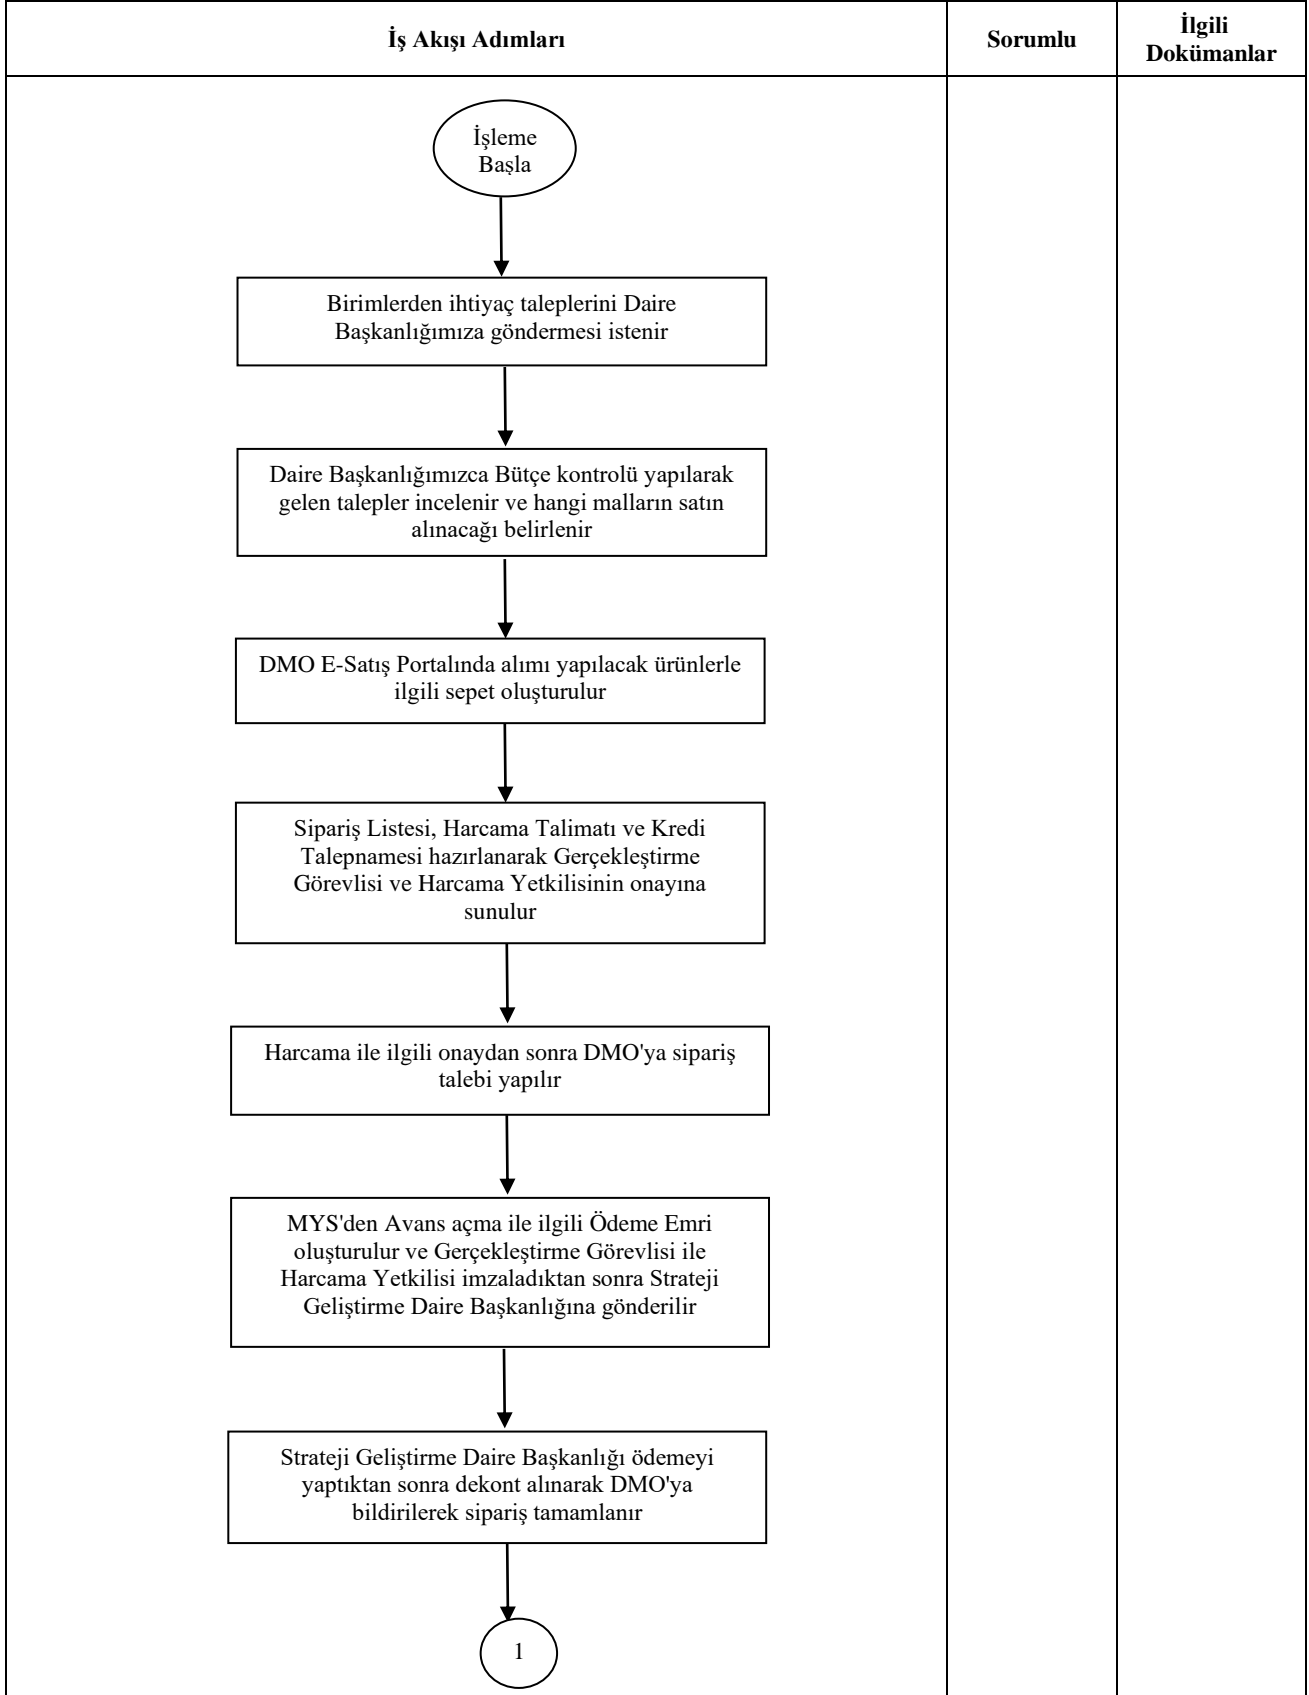 İş Akışı Adımları
Sorumlu
İlgili
Dokümanlar
İşleme
Başla
Birimlerden ihtiyaç taleplerini Daire
Başkanlığımıza göndermesi istenir
Daire Başkanlığımızca Bütçe kontrolü yapılarak
gelen talepler incelenir ve hangi malların satın
alınacağı belirlenir
DMO E-Satış Portalında alımı yapılacak ürünlerle
ilgili sepet oluşturulur
Sipariş Listesi, Harcama Talimatı ve Kredi
Talepnamesi hazırlanarak Gerçekleştirme
Görevlisi ve Harcama Yetkilisinin onayına
sunulur
Harcama ile ilgili onaydan sonra DMO'ya sipariş
talebi yapılır
MYS'den Avans açma ile ilgili Ödeme Emri
oluşturulur ve Gerçekleştirme Görevlisi ile
Harcama Yetkilisi imzaladıktan sonra Strateji
Geliştirme Daire Başkanlığına gönderilir
Strateji Geliştirme Daire Başkanlığı ödemeyi
yaptıktan sonra dekont alınarak DMO'ya
bildirilerek sipariş tamamlanır
1